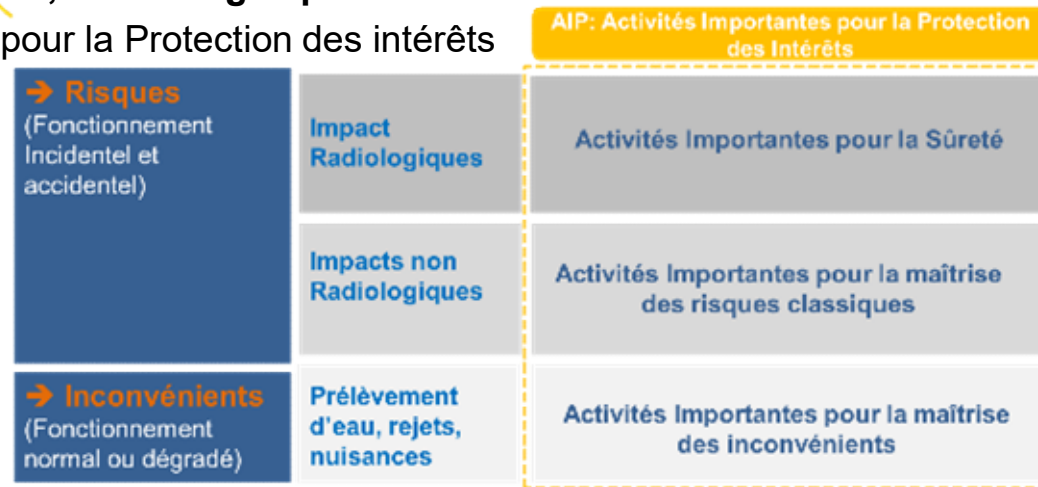 pour la Protection des intérêts
AIP: Activités Importantes pour la Protection
des Intérêts
➔ Risques
(Fonctionnement
Incidentel et
accidentel)
Impact
Radiologiques
Activités Importantes pour la Sûreté
Impacts non
Radiologiques
Activités Importantes pour la maîtrise
des risques classiques
➔ Inconvénients
(Fonctionnement
normal ou dégradé)
Prélèvement
d'eau, rejets,
nuisances
Activités Importantes pour la maîtrise
des inconvénients